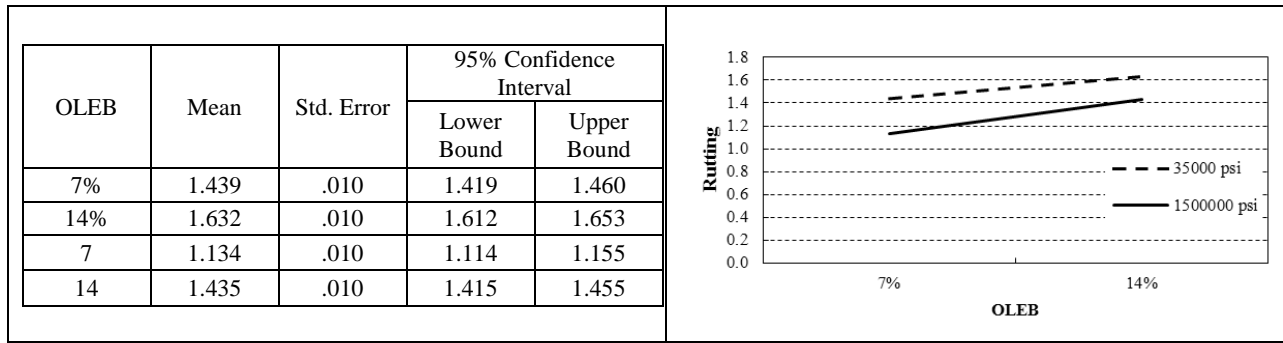 OLEB Mean Std. Error 95% Confidence Interval
Lower Bound Upper Bound
7% 1.439 .010 1.419 1.460
14% 1.632 .010 1.612 1.653
7 1.134 .010 1.114 1.155
14 1.435 .010 1.415 1.455
1.8
1.6
1.4
1.2
1.0
0.8
0.6
0.4
0.2
0.0
Rutting
35000 psi
1500000 psi
7% 14%
OLEB